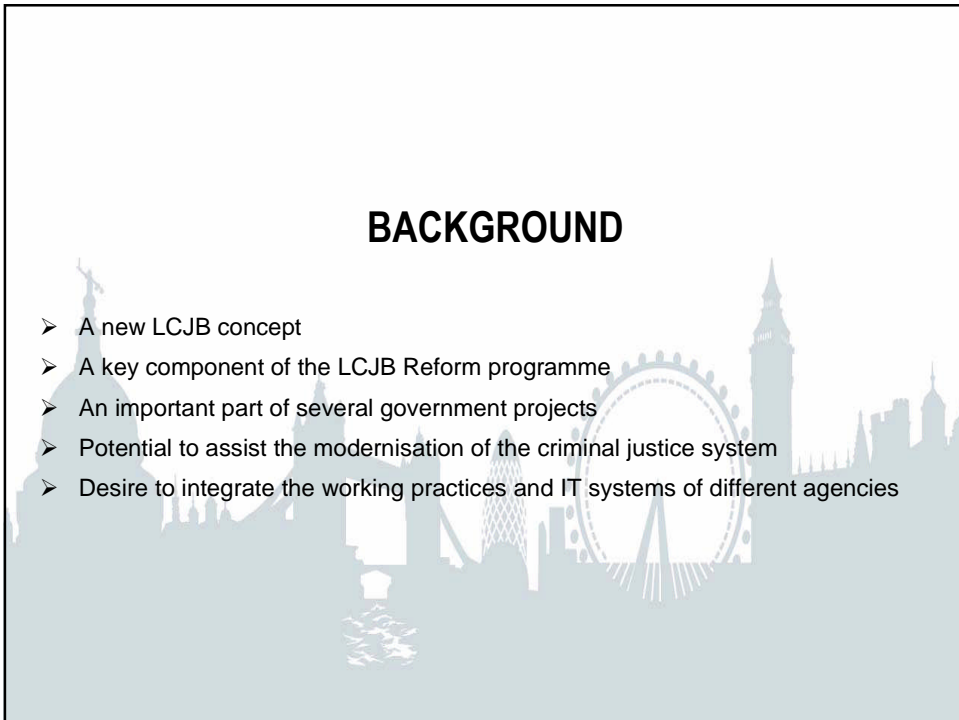 BACKGROUND
➢ A new LCJB concept
➢ A key component of the LCJB Reform programme
➢ An important part of several government projects
➢ Potential to assist the modernisation of the criminal justice system
➢ Desire to integrate the working practices and IT systems of different agencies